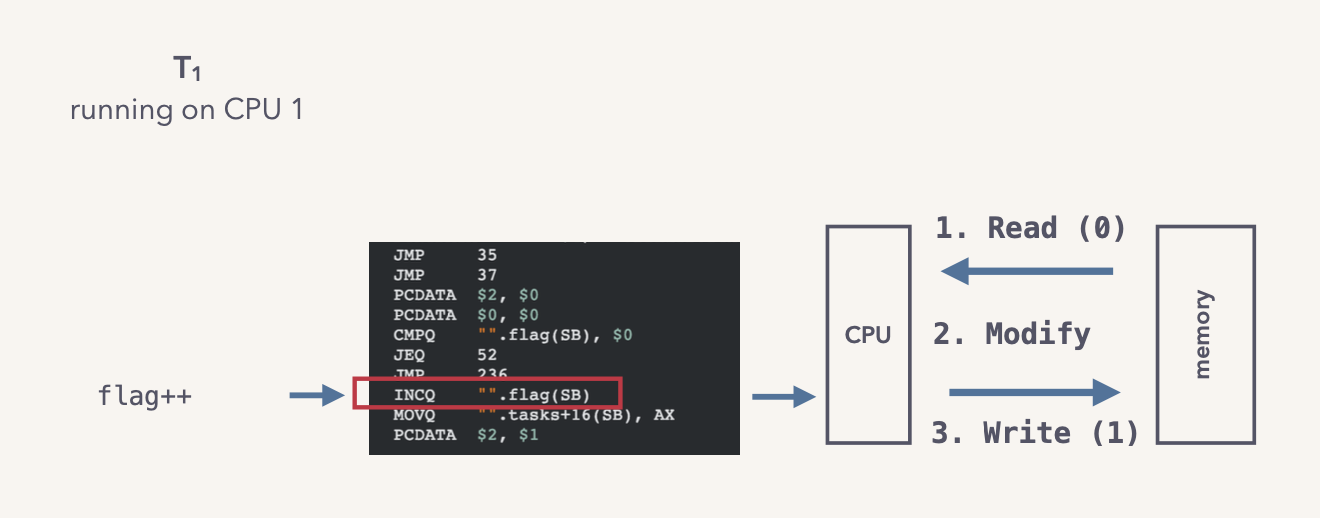 T₁
running on CPU 1
flag++
JMP 35
JMP 37
PCDATA $2, $0
PCDATA $0, $0
CMPQ "".flag(SB), $0
JEQ 52
JMP 236
INCQ "".flag(SB)
MOVQ "".tasks+16(SB), AX
PCDATA $2, $1
CPU
1. Read (0)
2. Modify
3. Write (1)
memory